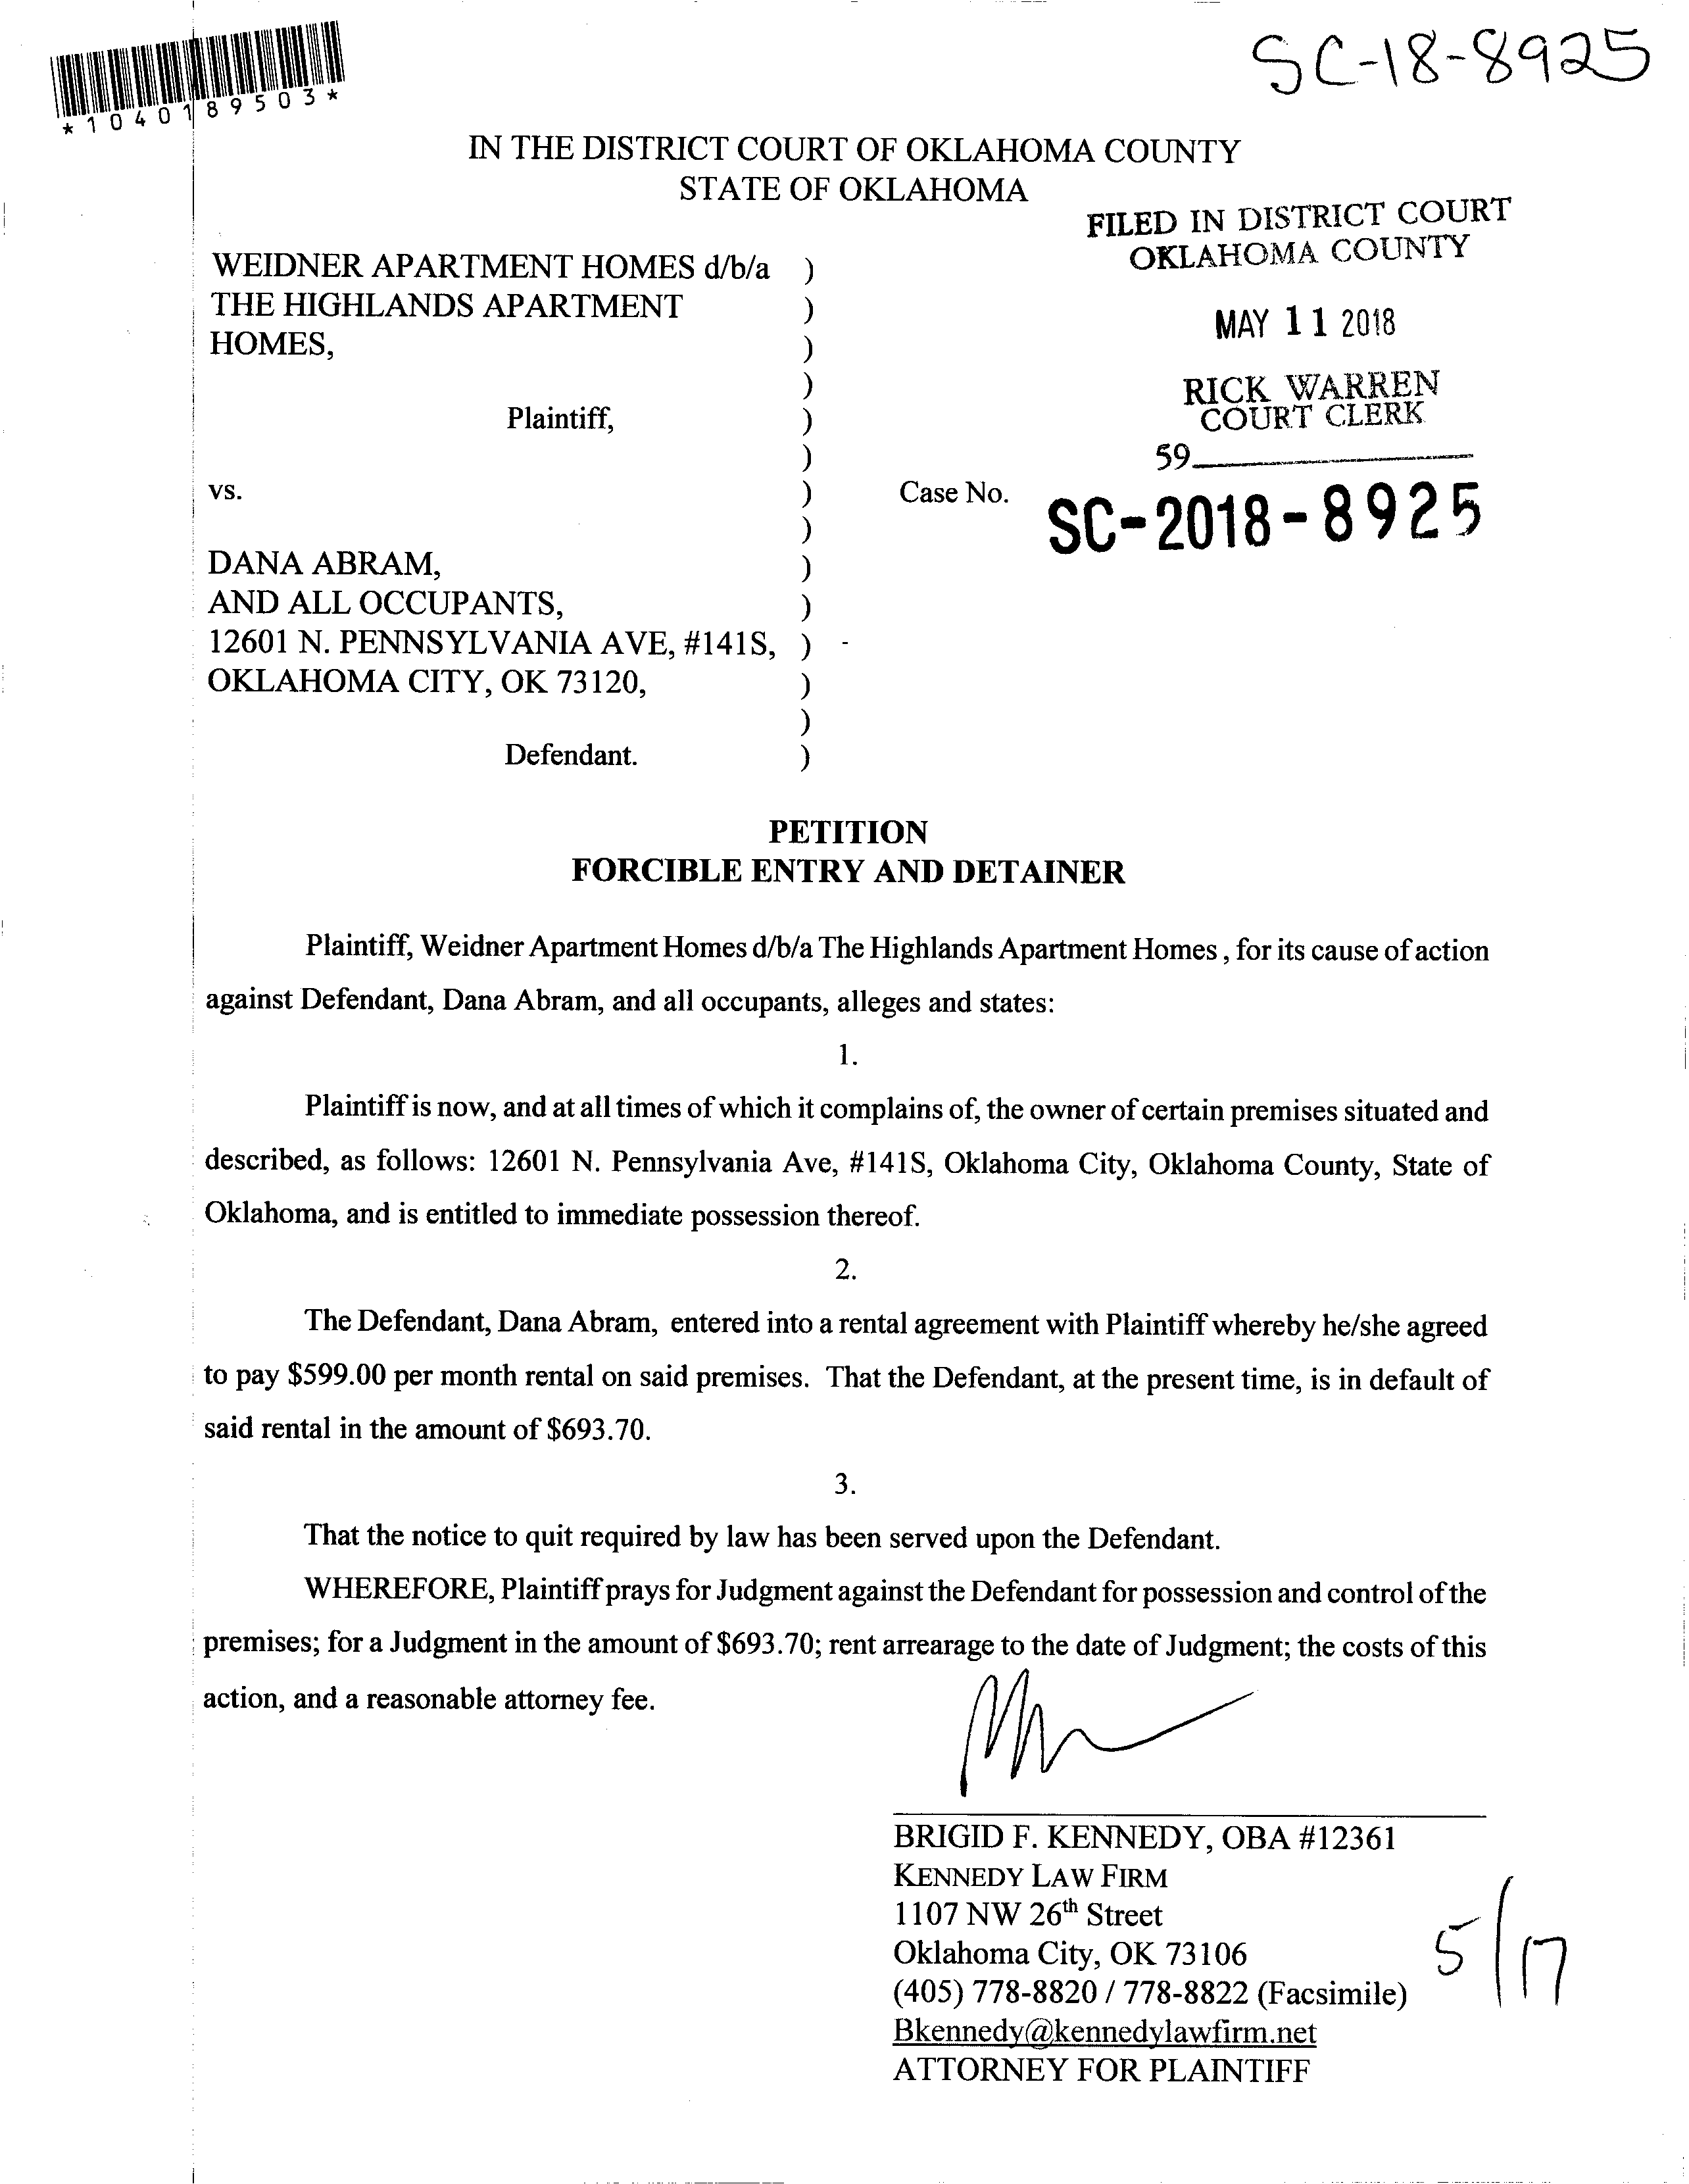 *1040189503*
SC-18-8925
IN THE DISTRICT COURT OF OKLAHOMA COUNTY
STATE OF OKLAHOMA
FILED IN DISTRICT COURT
OKLAHOMA COUNTY
MAY 11 2018
RICK WARREN
COURT CLERK
59
WEIDNER APARTMENT HOMES d/b/a )
THE HIGHLANDS APARTMENT )
HOMES, )
)
Plaintiff, )
)
vs. ) Case No. SC-2018-8925
)
DANA ABRAM, )
AND ALL OCCUPANTS, )
12601 N. PENNSYLVANIA AVE, #141S, ) -
OKLAHOMA CITY, OK 73120, )
)
Defendant. )
PETITION
FORCIBLE ENTRY AND DETAINER
Plaintiff, Weidner Apartment Homes d/b/a The Highlands Apartment Homes , for its cause of action
against Defendant, Dana Abram, and all occupants, alleges and states:
1.
Plaintiff is now, and at all times of which it complains of, the owner of certain premises situated and
described, as follows: 12601 N. Pennsylvania Ave, #141S, Oklahoma City, Oklahoma County, State of
Oklahoma, and is entitled to immediate possession thereof.
2.
The Defendant, Dana Abram, entered into a rental agreement with Plaintiff whereby he/she agreed
to pay $599.00 per month rental on said premises. That the Defendant, at the present time, is in default of
said rental in the amount of $693.70.
3.
That the notice to quit required by law has been served upon the Defendant.
WHEREFORE, Plaintiff prays for Judgment against the Defendant for possession and control of the
premises; for a Judgment in the amount of $693.70; rent arrearage to the date of Judgment; the costs of this
action, and a reasonable attorney fee.
BRIGID F. KENNEDY, OBA #12361
KENNEDY LAW FIRM
1107 NW 26th Street
Oklahoma City, OK 73106
(405) 778-8820 / 778-8822 (Facsimile)
Bkennedy@kennedylawfirm.net
ATTORNEY FOR PLAINTIFF
5/17